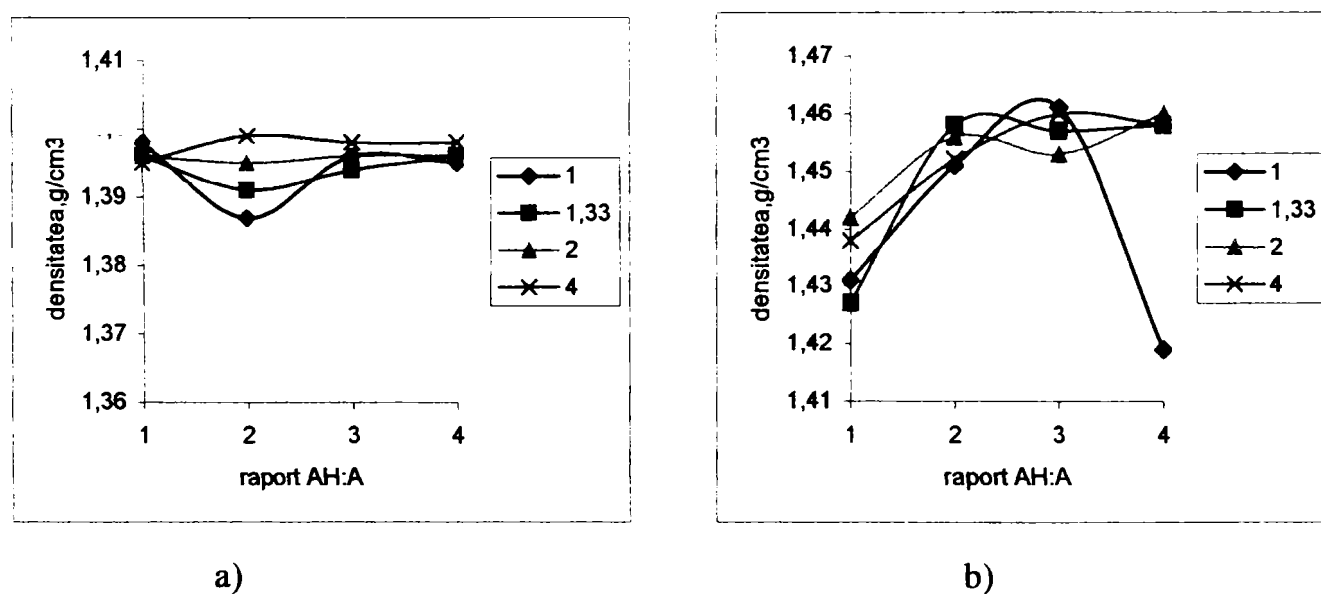 1,41
1,39
1,38
1,37
1,36
densitatea,g/cm3
1 2 3 4
raport AH:A
1
1,33
2
4
a)
1,47
1,46
1,45
1,44
1,43
1,42
1,41
densitatea,g/cm3
1 2 3 4
raport AH:A
1
1,33
2
4
b)